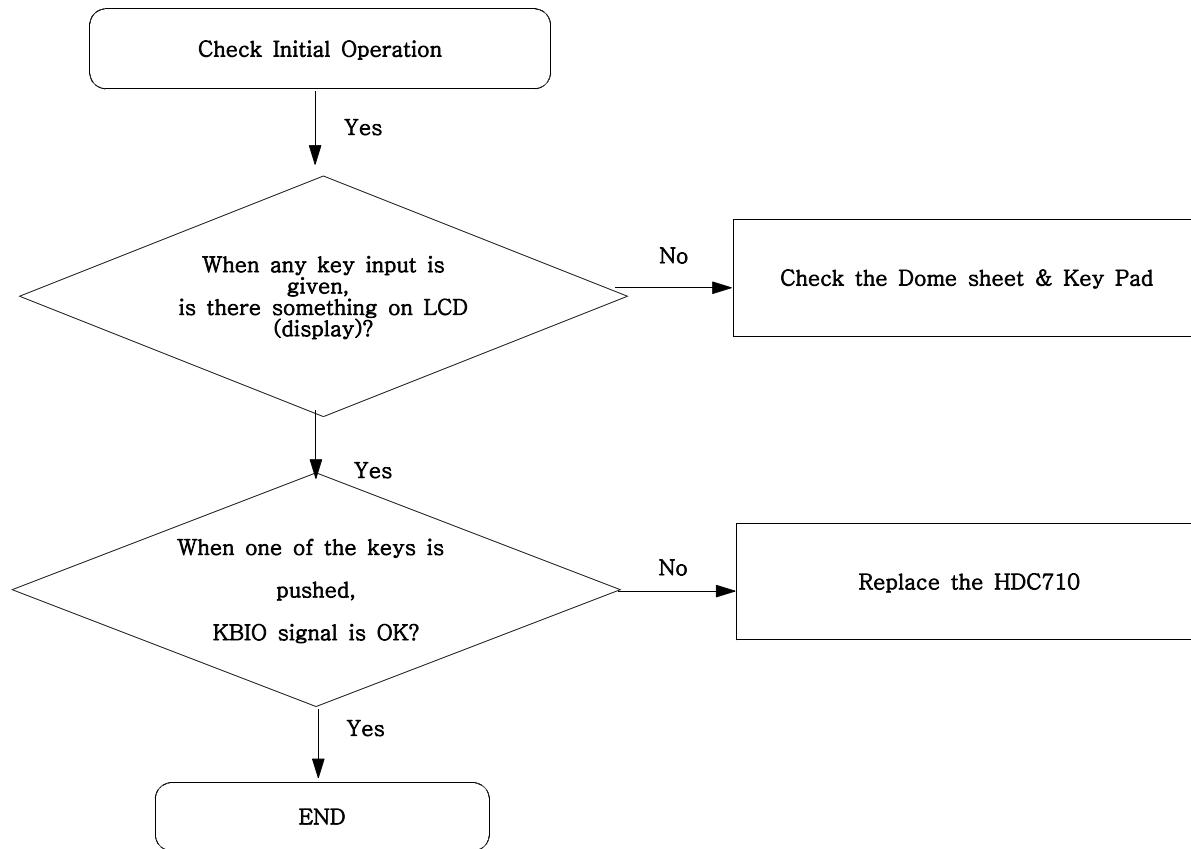 Check Initial Operation
Yes
When any key input is
given,
is there something on LCD
(display)?
No
Check the Dome sheet & Key Pad
Yes
When one of the keys is
pushed,
KBIO signal is OK?
No
Replace the HDC710
Yes
END